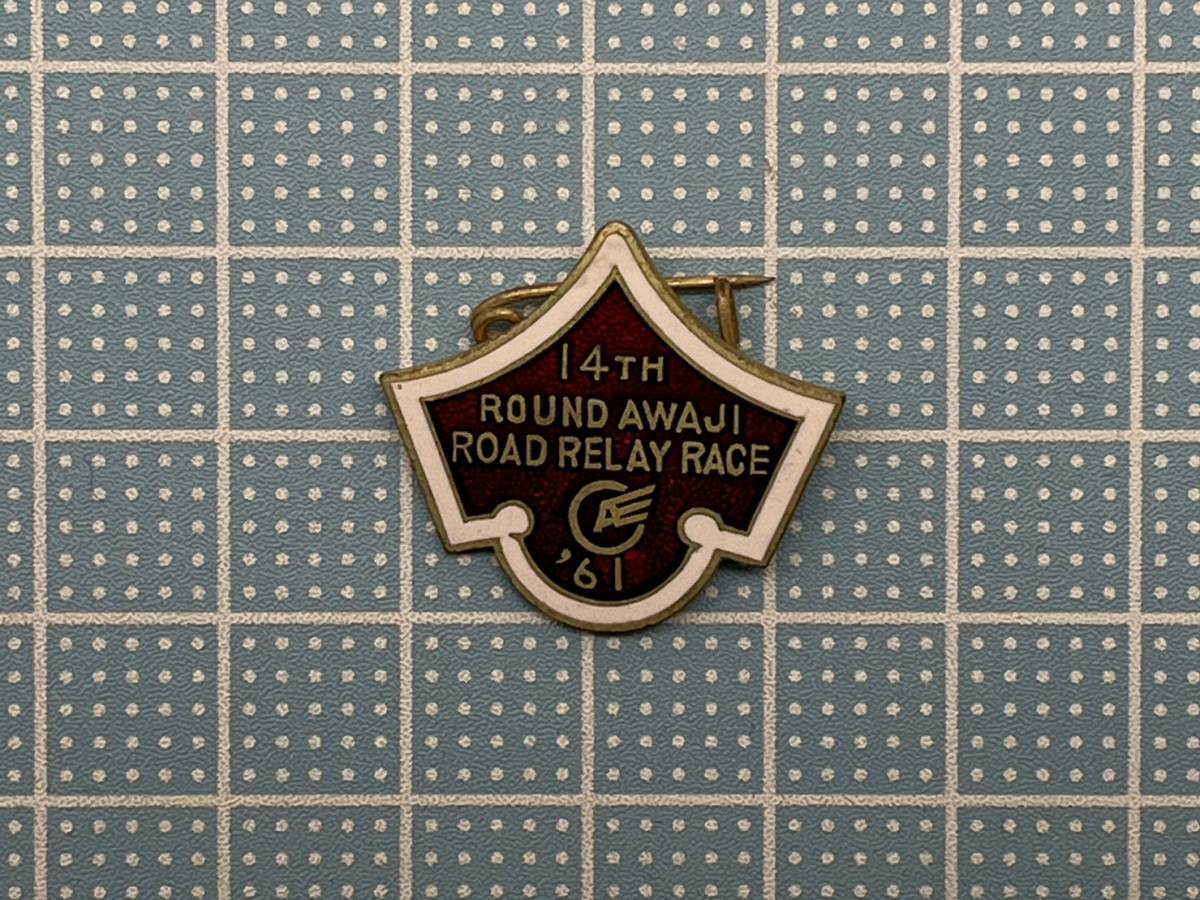 14TH
ROUND AWAJI
ROAD RELAY RACE
'61